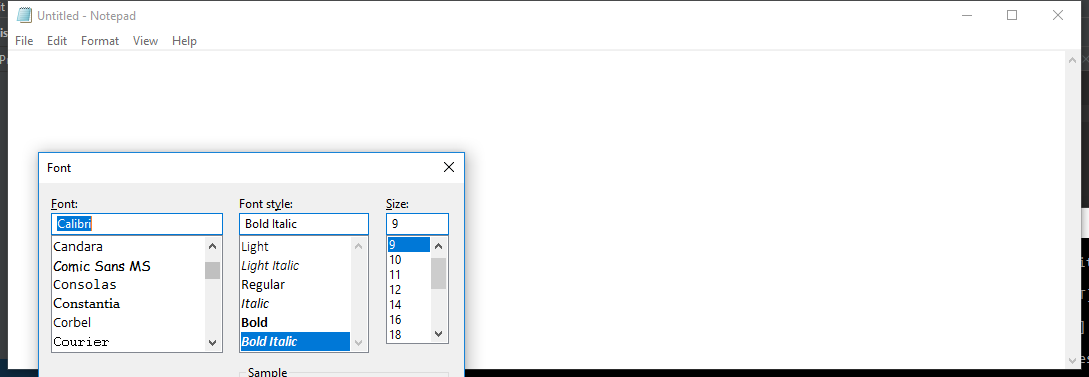 Untitled - Notepad
File Edit Format View Help
Font
Font: Font style: Size:
Calibri Bold Italic 9
Candara Light 9
Comic Sans MS Light Italic 10
Consolas Regular 11
Constantia Italic 12
Corbel Bold 14
Courier Bold Italic 16
18
Sample